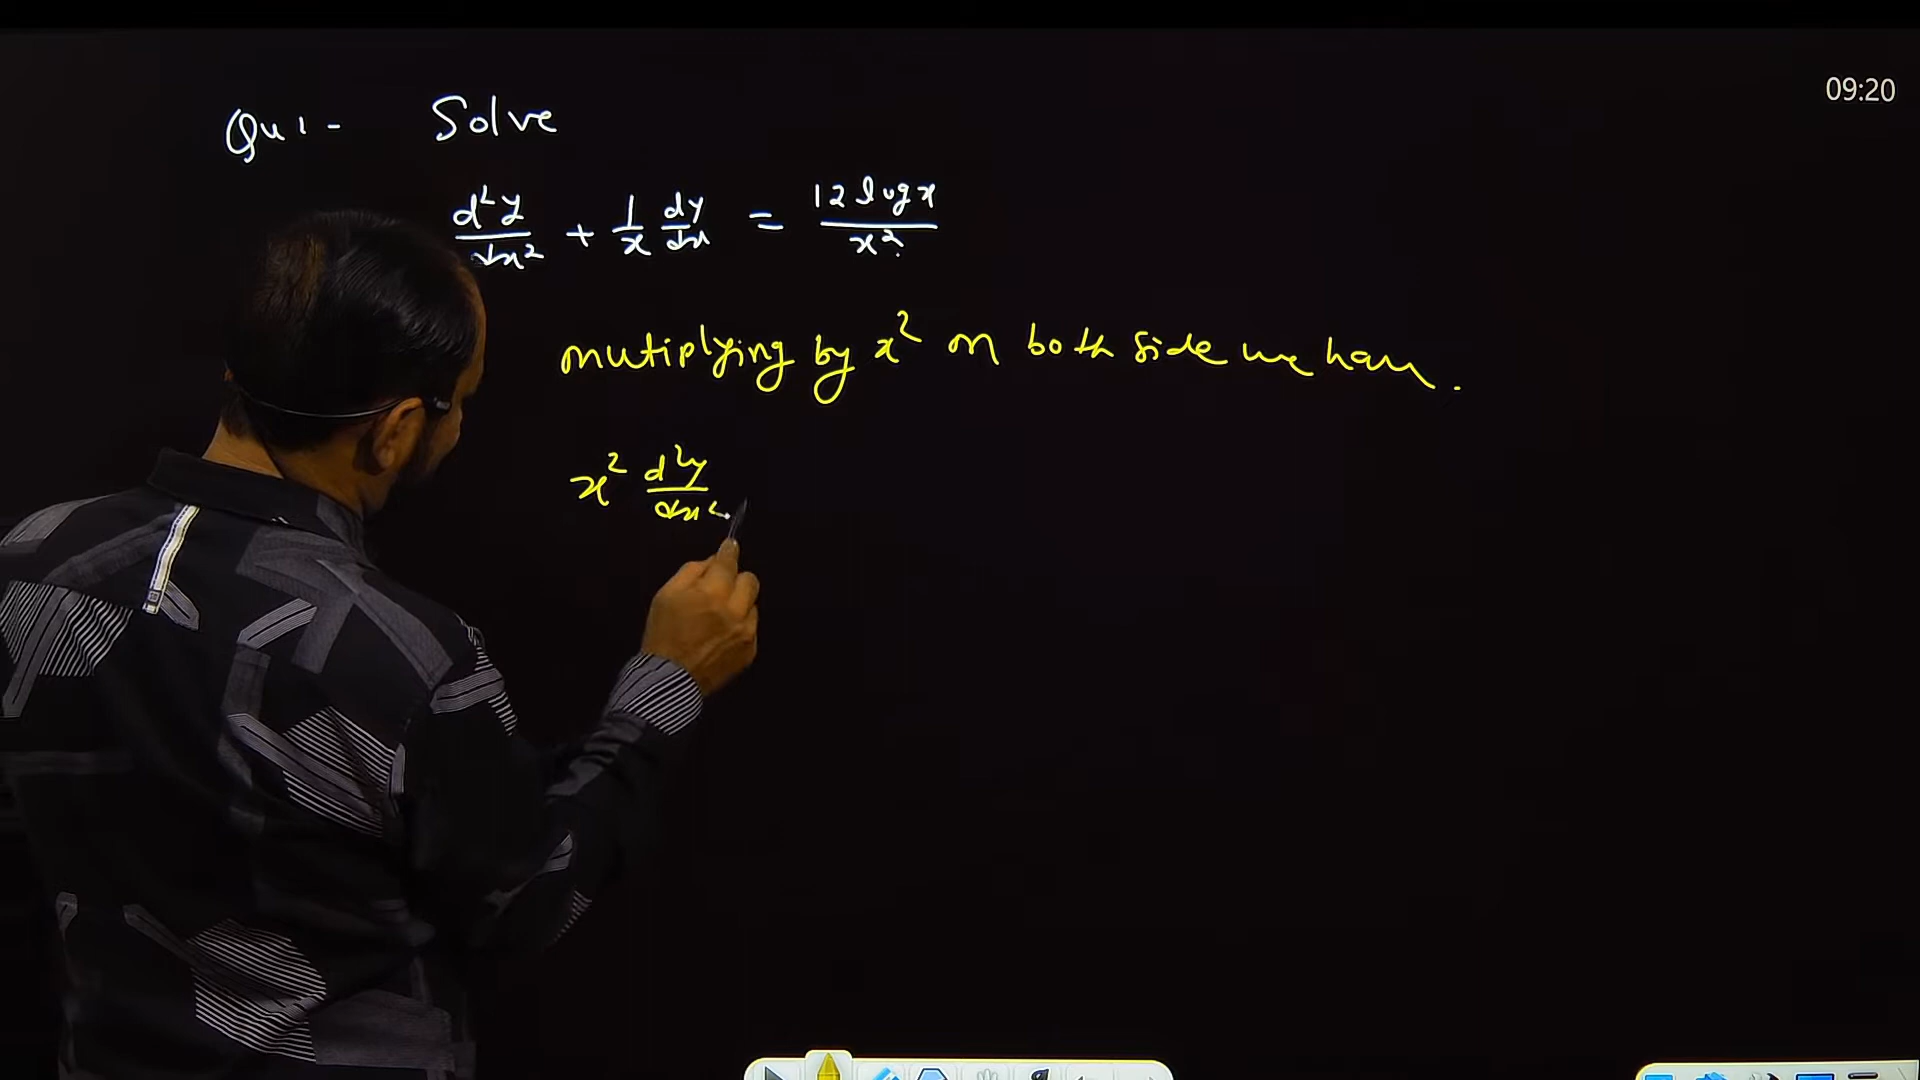 09:20
Qu1- Solve
d²y/dx² + 1/x dy/dx = 12 log x/x²
mutiplying by x² on both side we have.
x² d²y/dx²